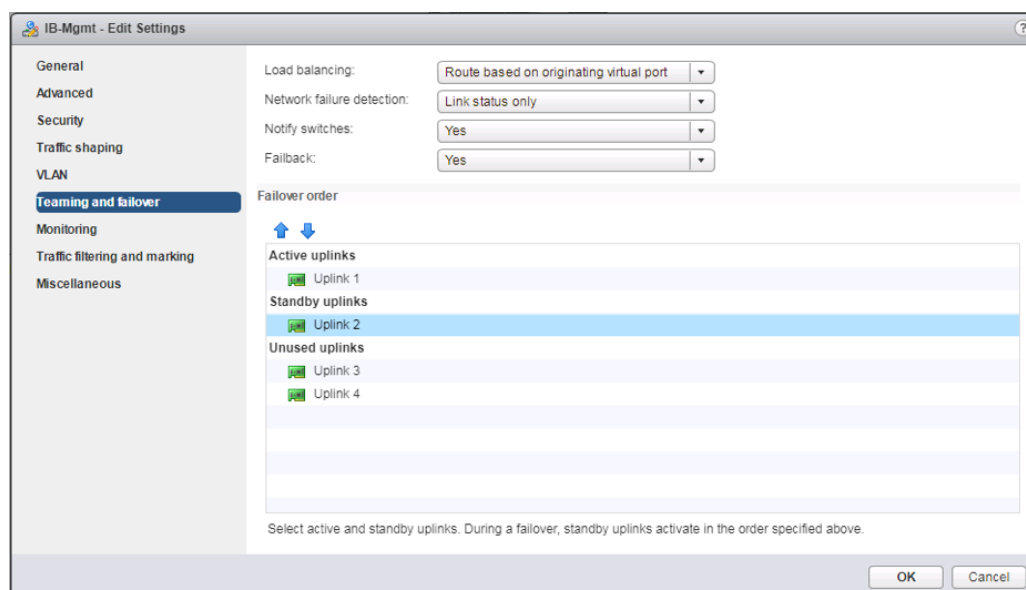 IB-Mgmt - Edit Settings
?
General
Advanced
Security
Traffic shaping
VLAN
Teaming and failover
Monitoring
Traffic filtering and marking
Miscellaneous
Load balancing: Route based on originating virtual port
Network failure detection: Link status only
Notify switches: Yes
Failback: Yes
Failover order
Active uplinks
Uplink 1
Standby uplinks
Uplink 2
Unused uplinks
Uplink 3
Uplink 4
Select active and standby uplinks. During a failover, standby uplinks activate in the order specified above.
OK Cancel